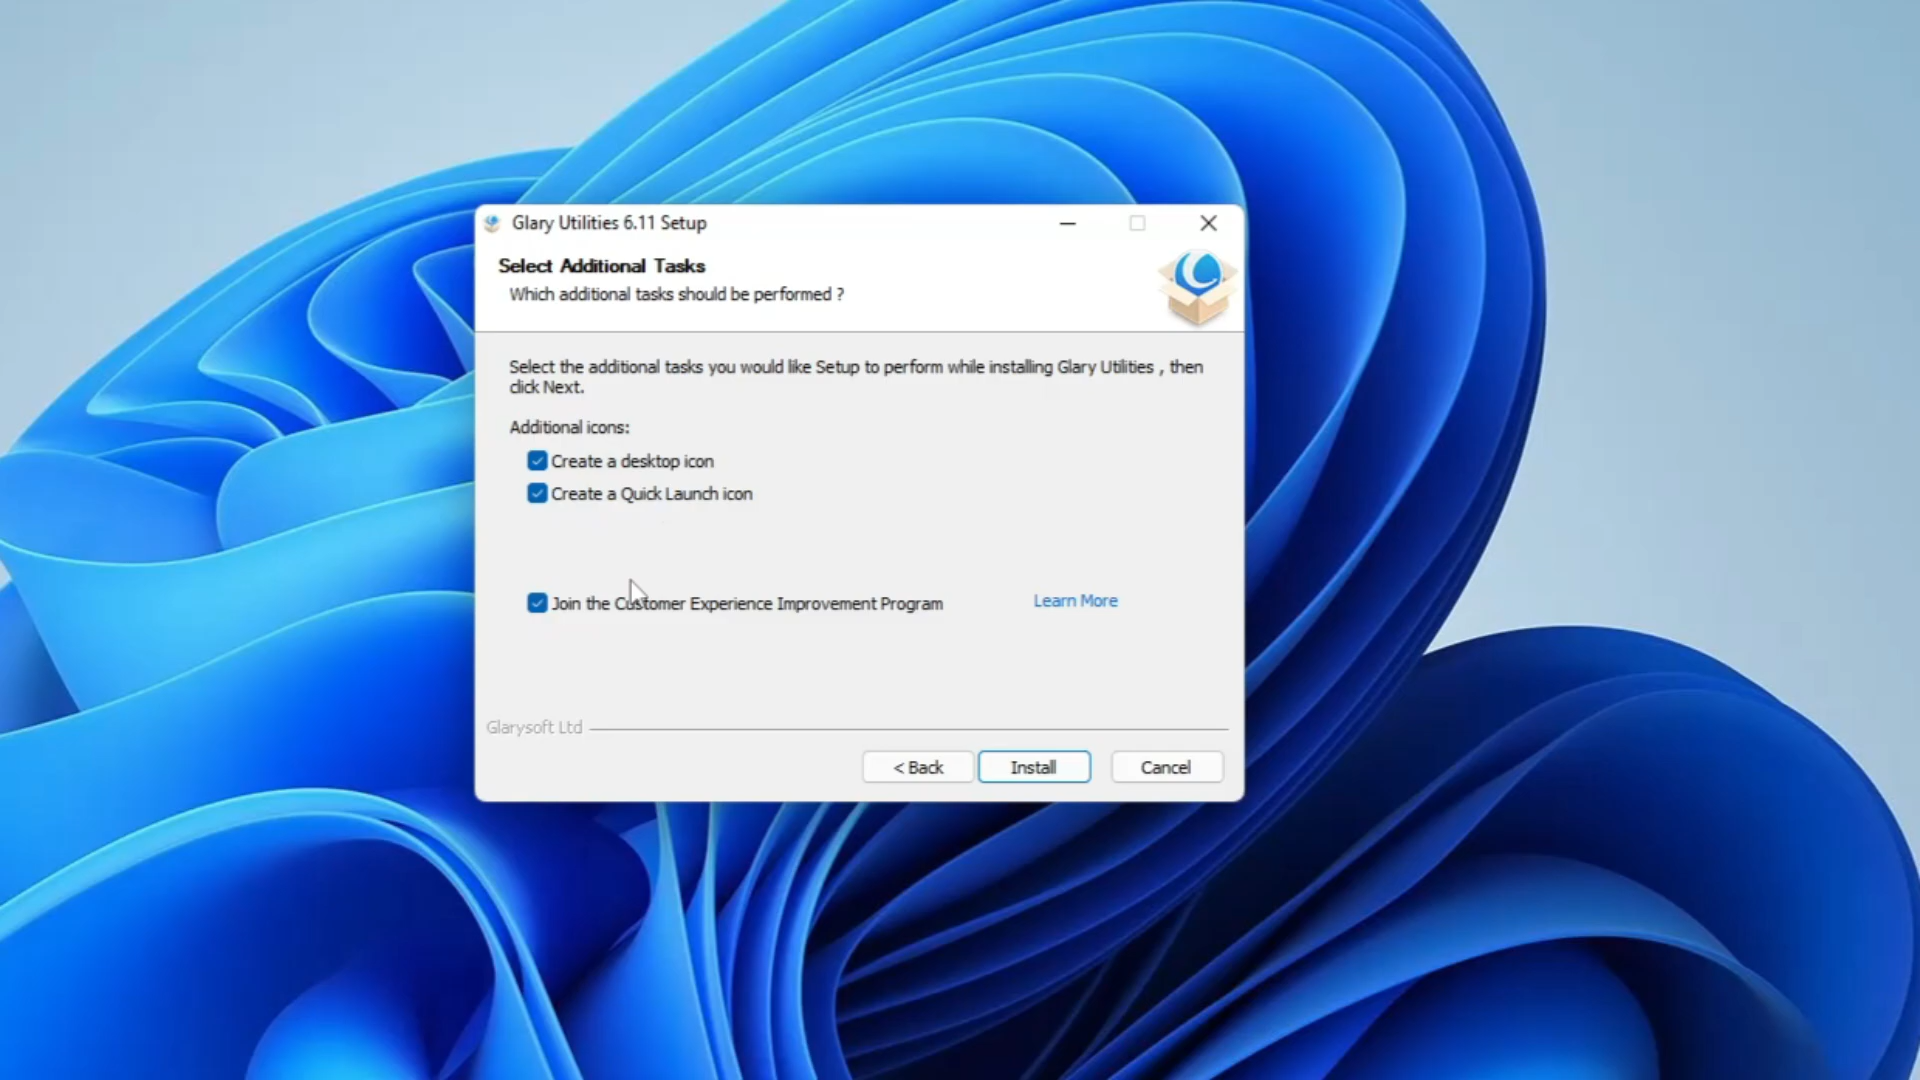 Glary Utilities 6.11 Setup
Select Additional Tasks
Which additional tasks should be performed ?
Select the additional tasks you would like Setup to perform while installing Glary Utilities , then
click Next.
Additional icons:
Create a desktop icon
Create a Quick Launch icon
Join the Customer Experience Improvement Program
Learn More
Glarysoft Ltd
< Back
Install
Cancel